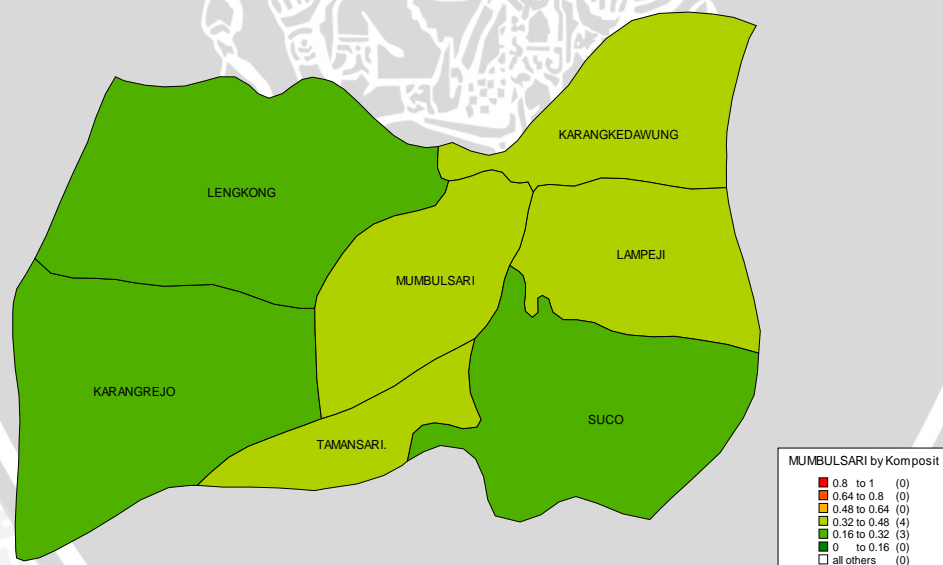 KARANGKEDAWUNG
LENGKONG
LAMPEJI
MUMBULSARI
KARANGREJO
SUCO
TAMANSARI.
MUMBULSARI by Komposit
0.8 to 1 (0)
0.64 to 0.8 (0)
0.48 to 0.64 (0)
0.32 to 0.48 (4)
0.16 to 0.32 (3)
0 to 0.16 (0)
all others (0)